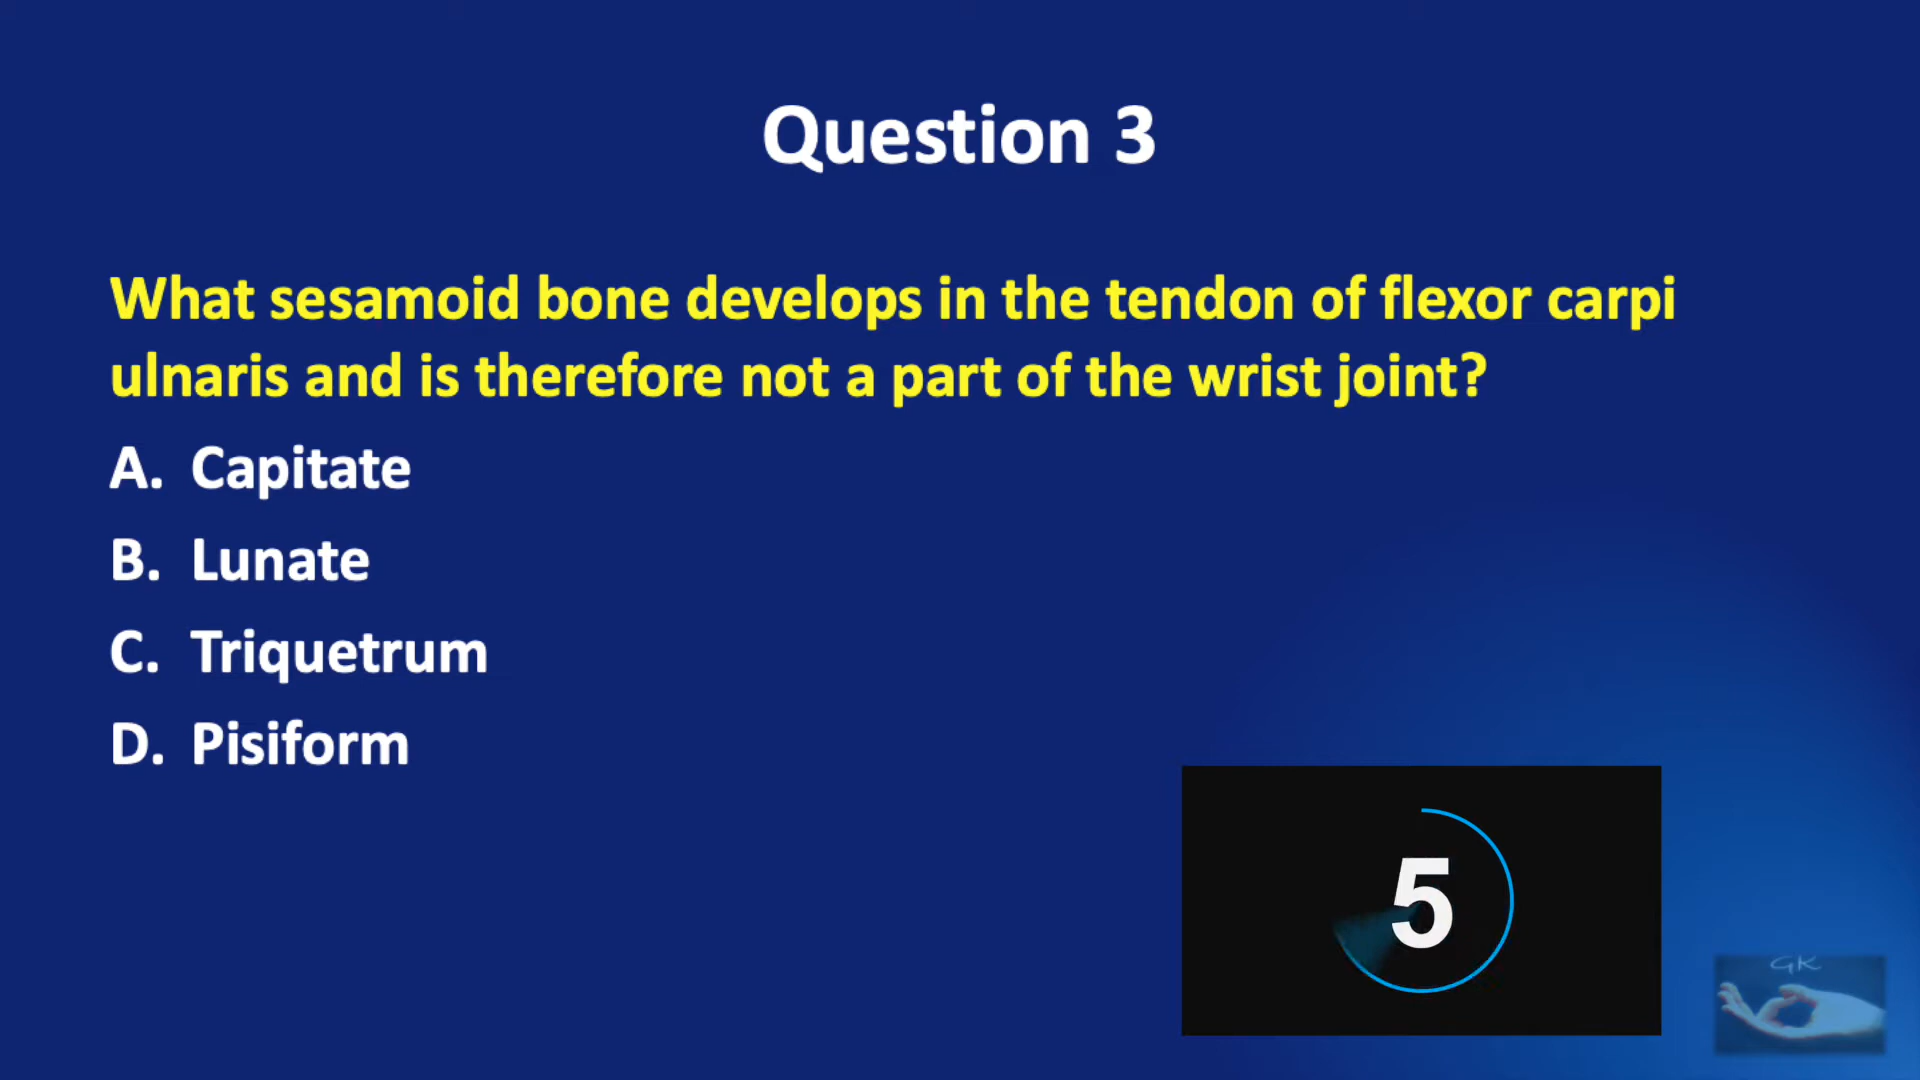 Question 3
What sesamoid bone develops in the tendon of flexor carpi
ulnaris and is therefore not a part of the wrist joint?
A. Capitate
B. Lunate
C. Triquetrum
D. Pisiform
5
GK